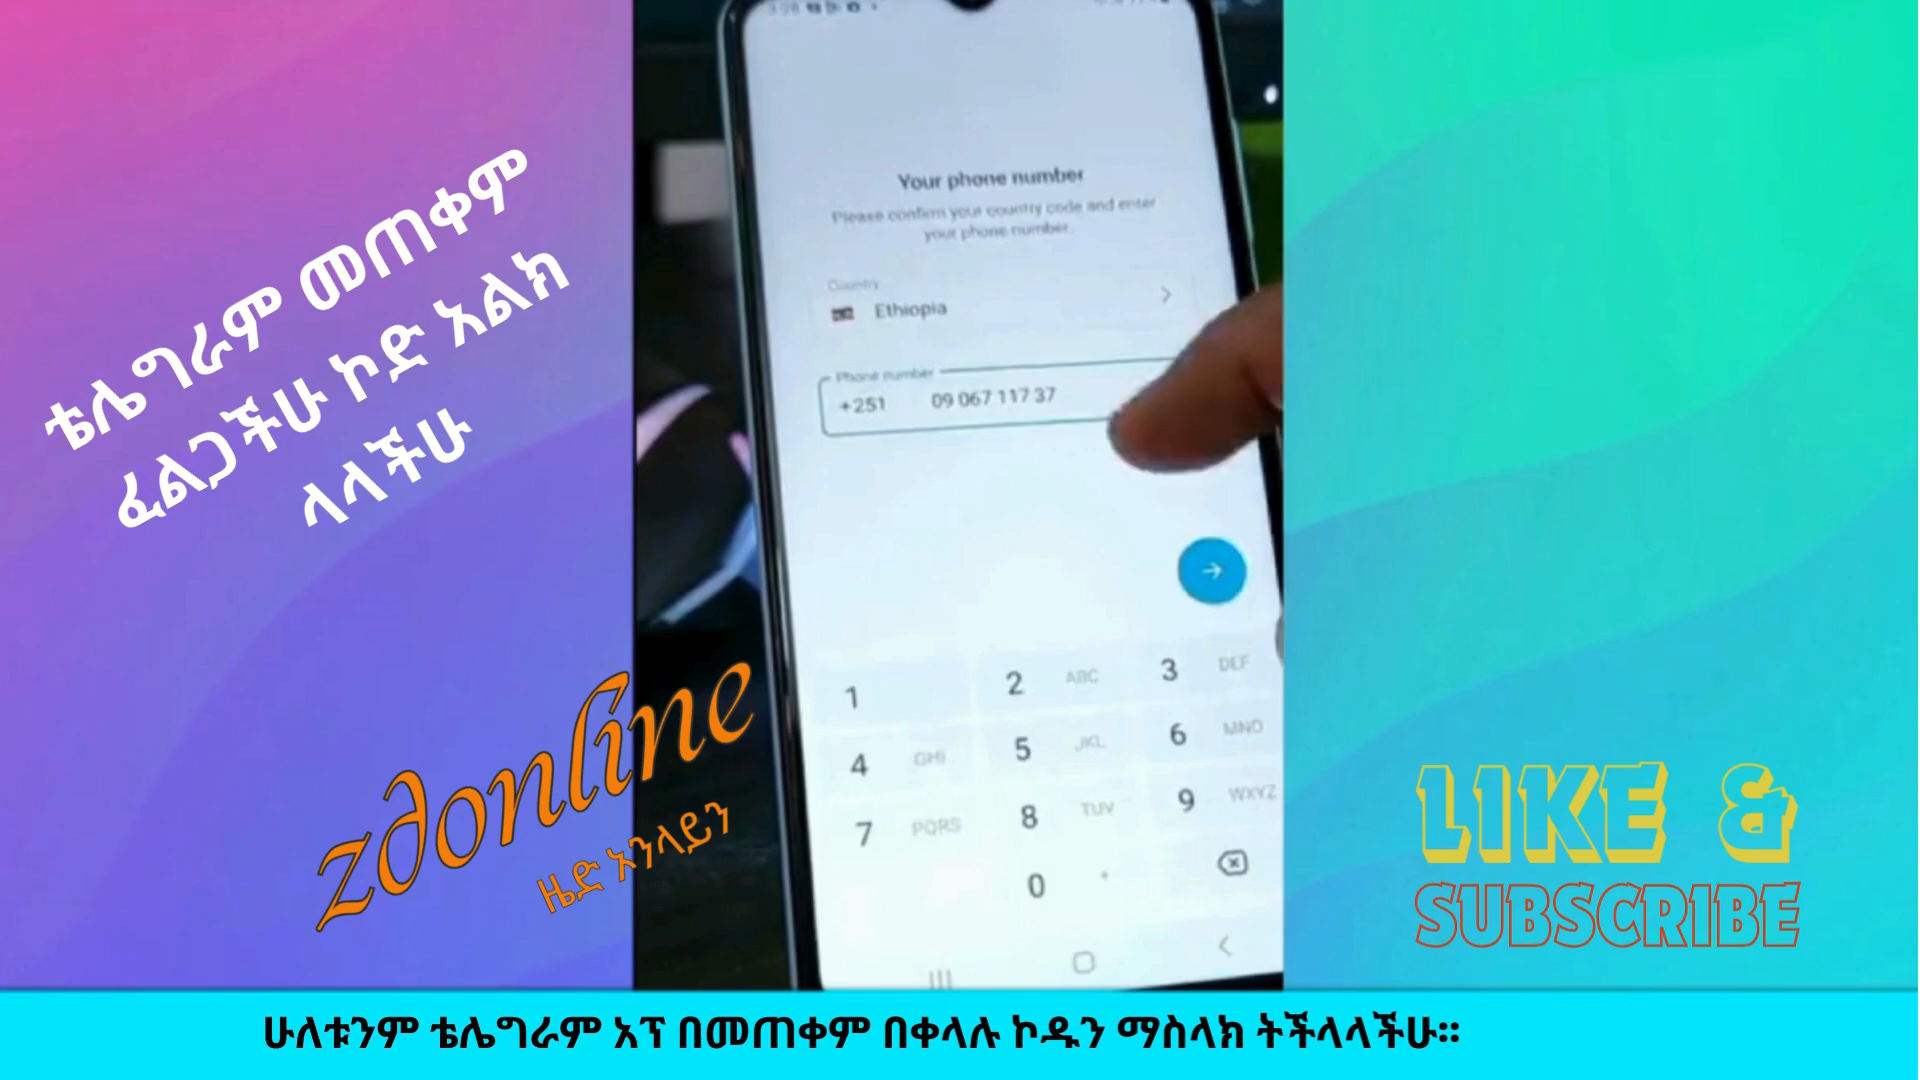 ቴሌግራም መጠቀም
ፈልጋችሁ ኮድ አልክ
ላላችሁ
Your phone number
Please confirm your country code and enter
your phone number.
Country
Ethiopia
Phone number
+251 09 067 117 37
1
2 ABC
3 DEF
4 GHI
5 JKL
6 MNO
7 PQRS
8 TUV
9 WXYZ
0 +
zdonline
ዜድ ኦንላይን
LIKE &
SUBSCRIBE
ሁለቱንም ቴሌግራም አፕ በመጠቀም በቀላሉ ኮዱን ማስላክ ትችላላችሁ።